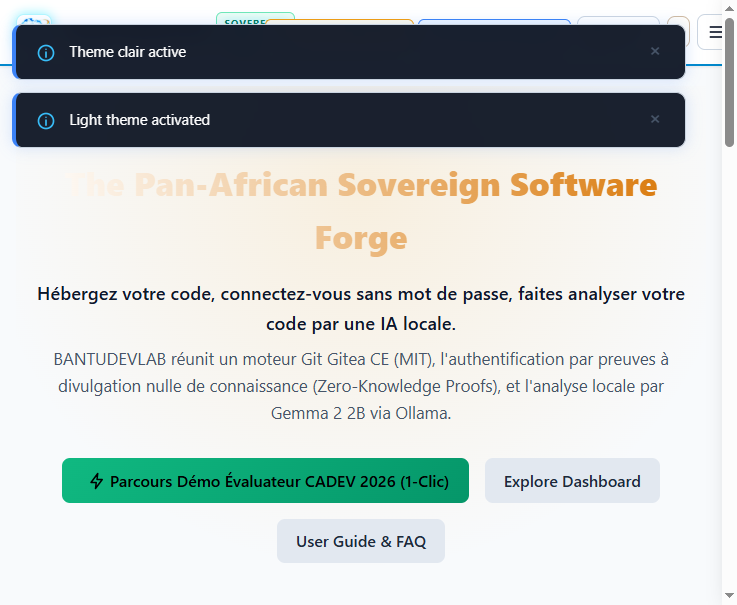 SOVERE
Theme clair active
Light theme activated
The Pan-African Sovereign Software
Forge
Hébergez votre code, connectez-vous sans mot de passe, faites analyser votre
code par une IA locale.
BANTUDEVLAB réunit un moteur Git Gitea CE (MIT), l'authentification par preuves à
divulgation nulle de connaissance (Zero-Knowledge Proofs), et l'analyse locale par
Gemma 2 2B via Ollama.
Parcours Démo Évaluateur CADEV 2026 (1-Clic)
Explore Dashboard
User Guide & FAQ